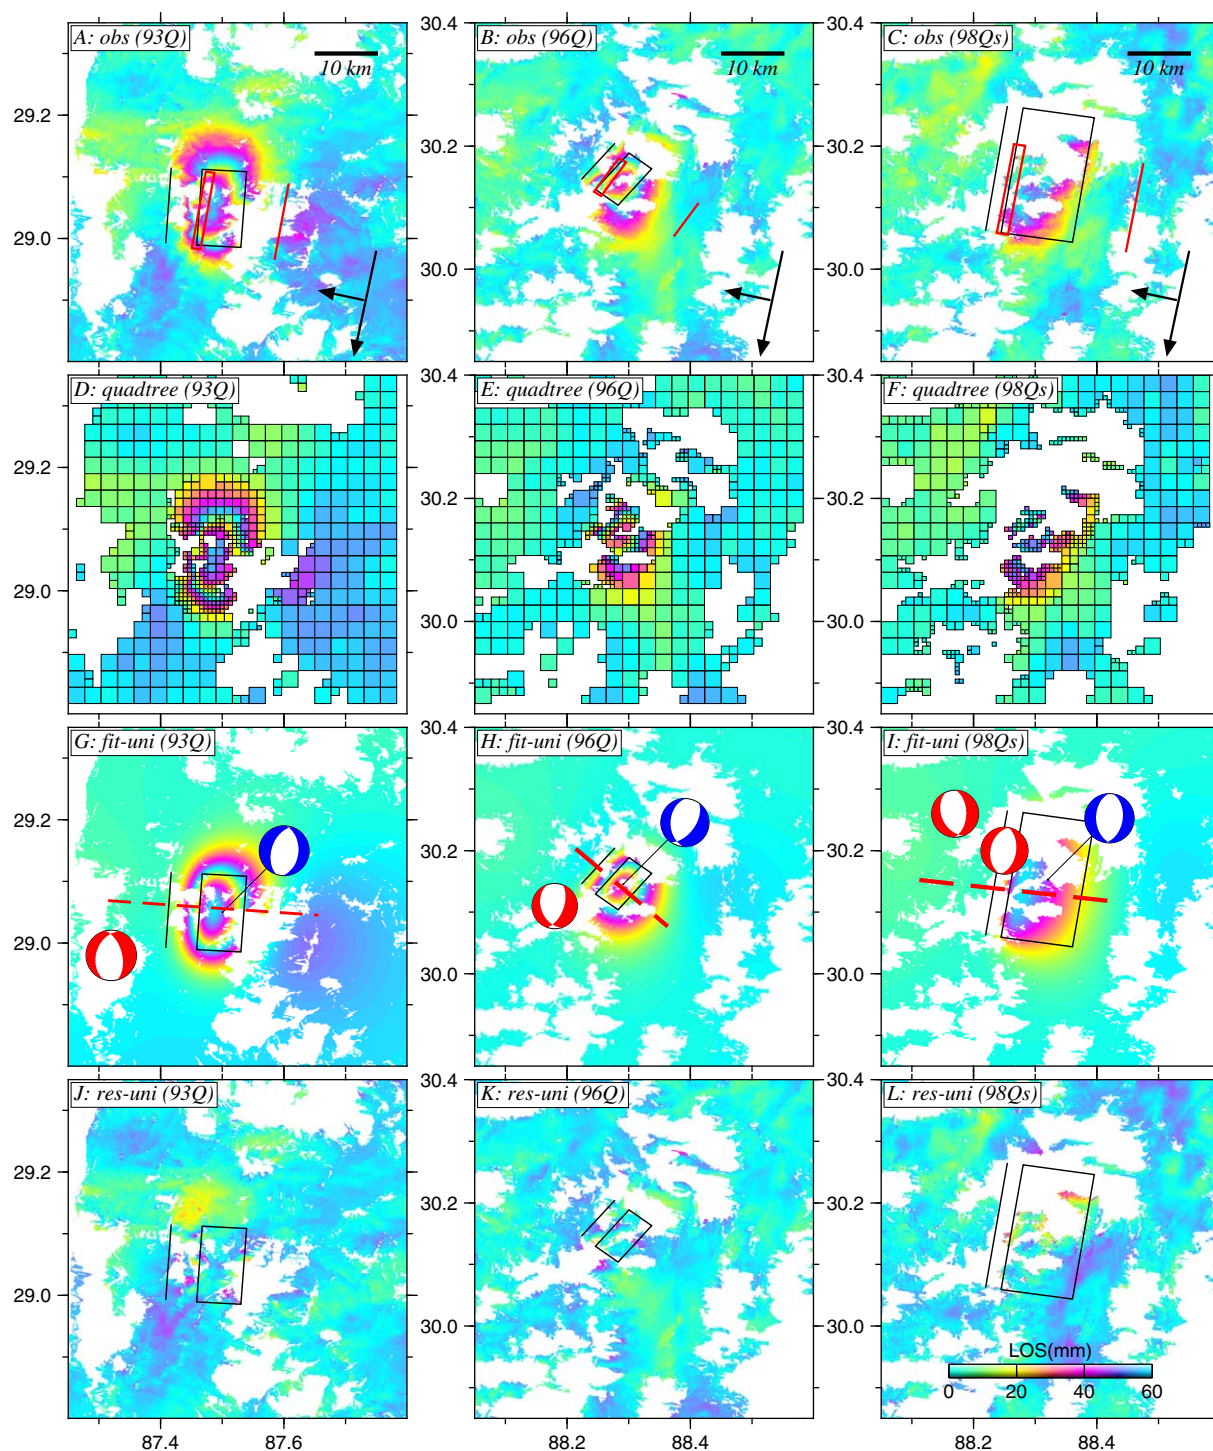 A: obs (93Q)
10 km
29.2
29.0
30.4
B: obs (96Q)
10 km
30.2
30.0
30.4
C: obs (98Qs)
10 km
30.2
30.0
D: quadtree (93Q)
29.2
29.0
30.4
E: quadtree (96Q)
30.2
30.0
30.4
F: quadtree (98Qs)
30.2
30.0
G: fit-uni (93Q)
29.2
29.0
30.4
H: fit-uni (96Q)
30.2
30.0
30.4
I: fit-uni (98Qs)
30.2
30.0
J: res-uni (93Q)
29.2
29.0
87.4 87.6
30.4
K: res-uni (96Q)
30.2
30.0
88.2 88.4
30.4
L: res-uni (98Qs)
30.2
30.0
LOS(mm)
0 20 40 60
88.2 88.4